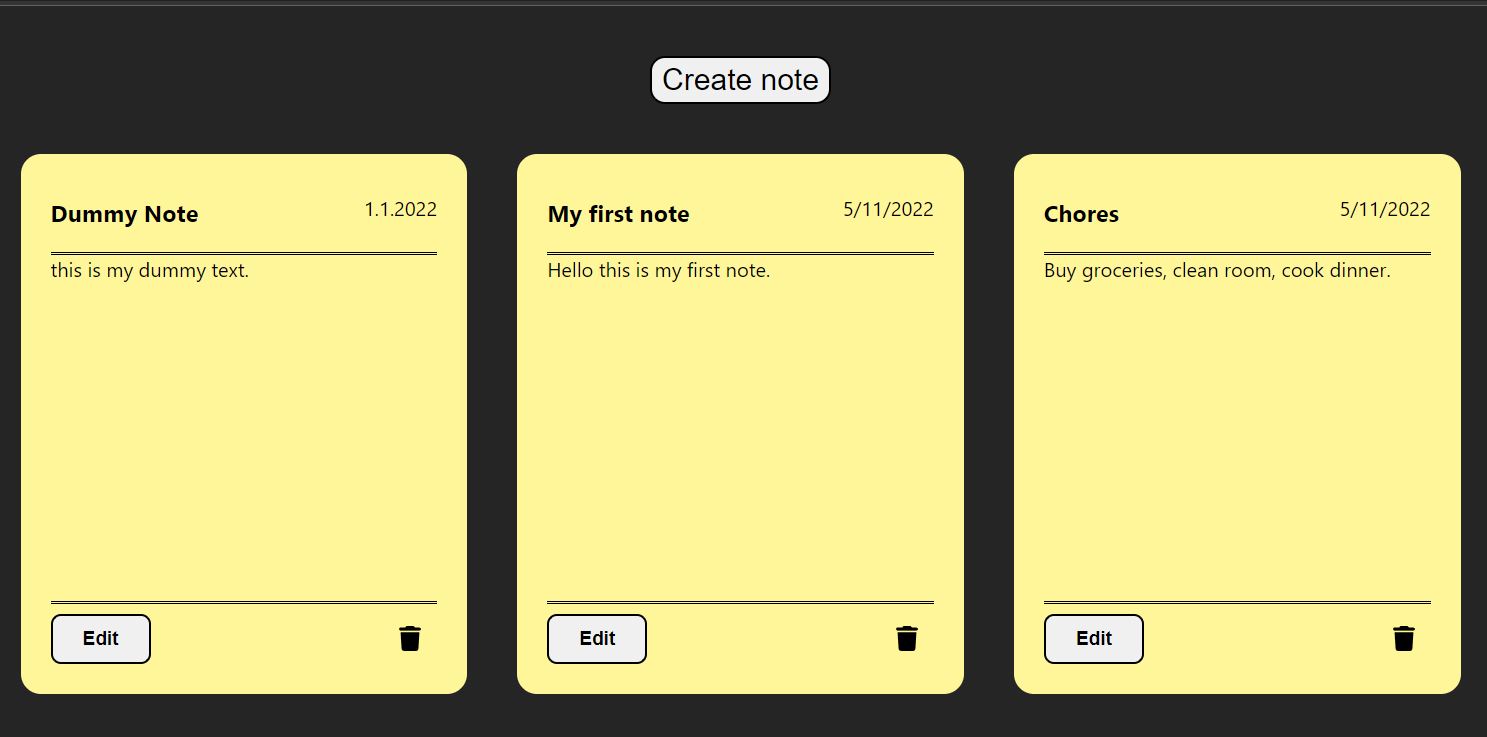 Create note
Dummy Note 1.1.2022
this is my dummy text.
Edit
My first note 5/11/2022
Hello this is my first note.
Edit
Chores 5/11/2022
Buy groceries, clean room, cook dinner.
Edit